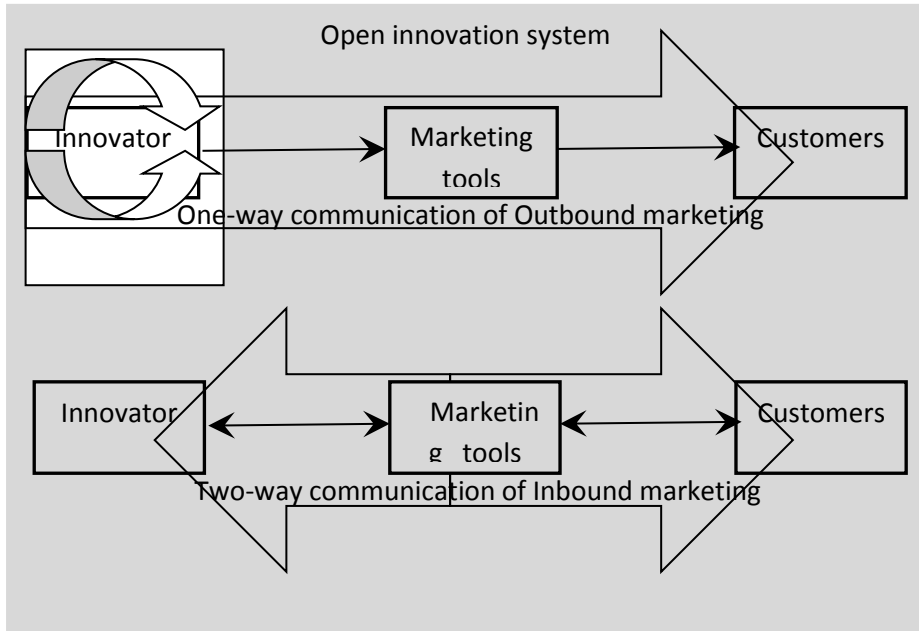 Open innovation system
Innovator
Marketing
tools
Customers
One-way communication of Outbound marketing
Innovator
Marketin
g tools
Customers
Two-way communication of Inbound marketing